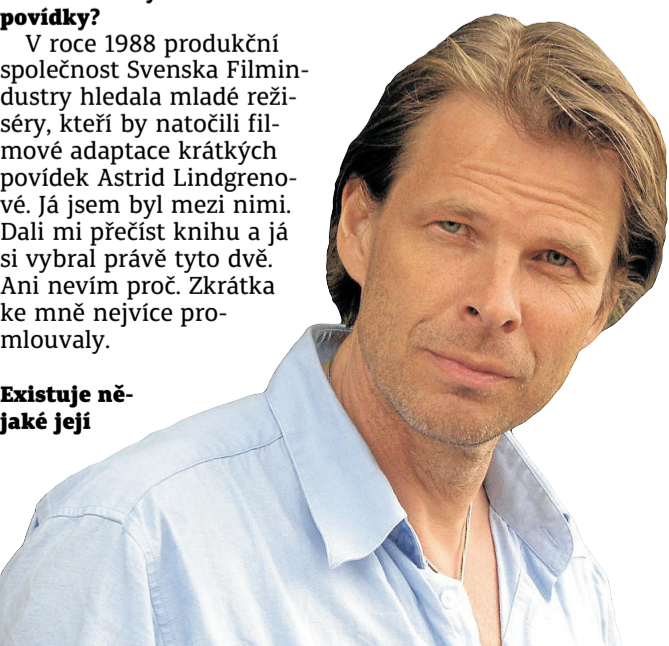 povídky?
V roce 1988 produkční
společnost Svenska Filmin-
dustry hledala mladé reži-
séry, kteří by natočili fil-
mové adaptace krátkých
povídek Astrid Lindgreno-
vé. Já jsem byl mezi nimi.
Dali mi přečíst knihu a já
si vybral právě tyto dvě.
Ani nevím proč. Zkrátka
ke mně nejvíce pro-
mlouvaly.
Existuje ně-
jaké její